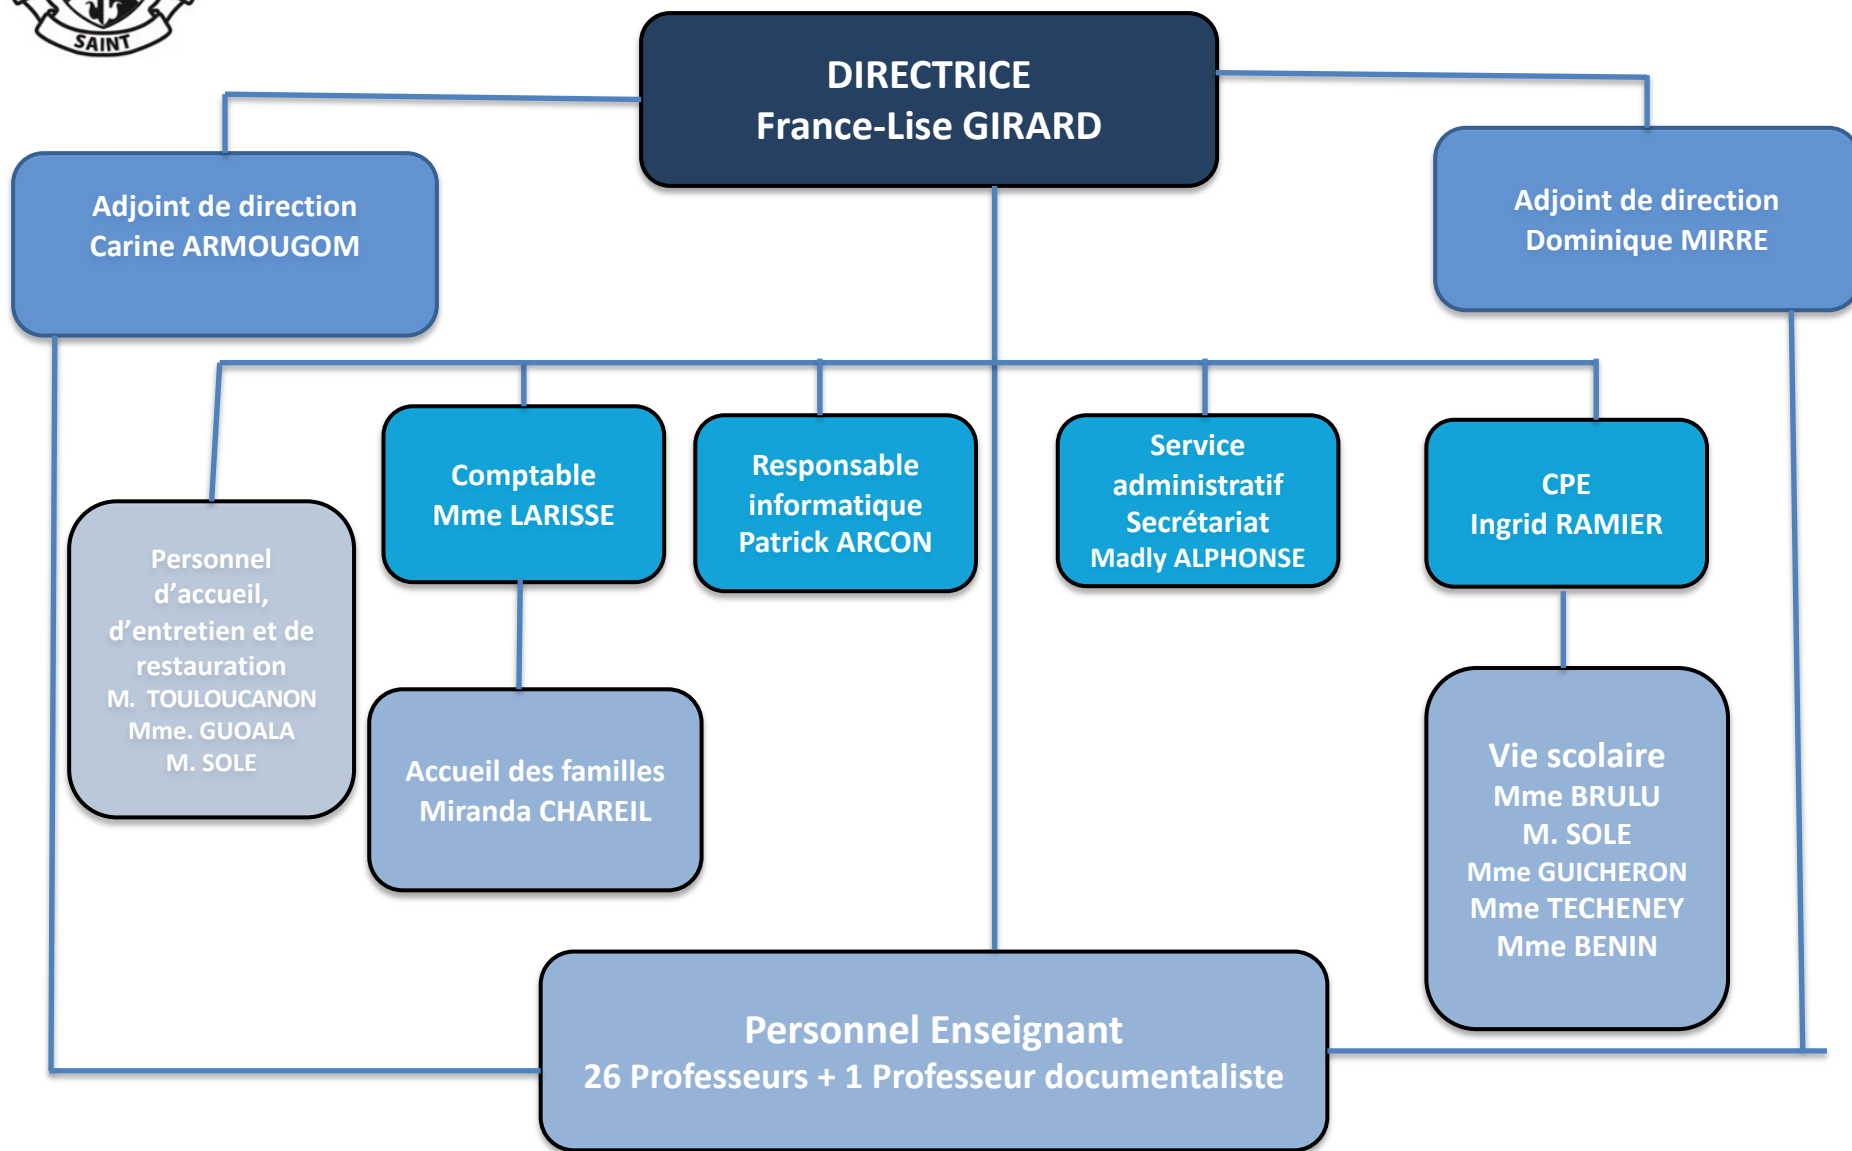 SAINT
DIRECTRICE
France-Lise GIRARD
Adjoint de direction
Carine ARMOUGOM
Adjoint de direction
Dominique MIRRE
Personnel
d’accueil,
d’entretien et de
restauration
M. TOULOUCANON
Mme. GUOALA
M. SOLE
Comptable
Mme LARISSE
Responsable
informatique
Patrick ARCON
Service
administratif
Secrétariat
Madly ALPHONSE
CPE
Ingrid RAMIER
Accueil des familles
Miranda CHAREIL
Vie scolaire
Mme BRULU
M. SOLE
Mme GUICHERON
Mme TECHENEY
Mme BENIN
Personnel Enseignant
26 Professeurs + 1 Professeur documentaliste